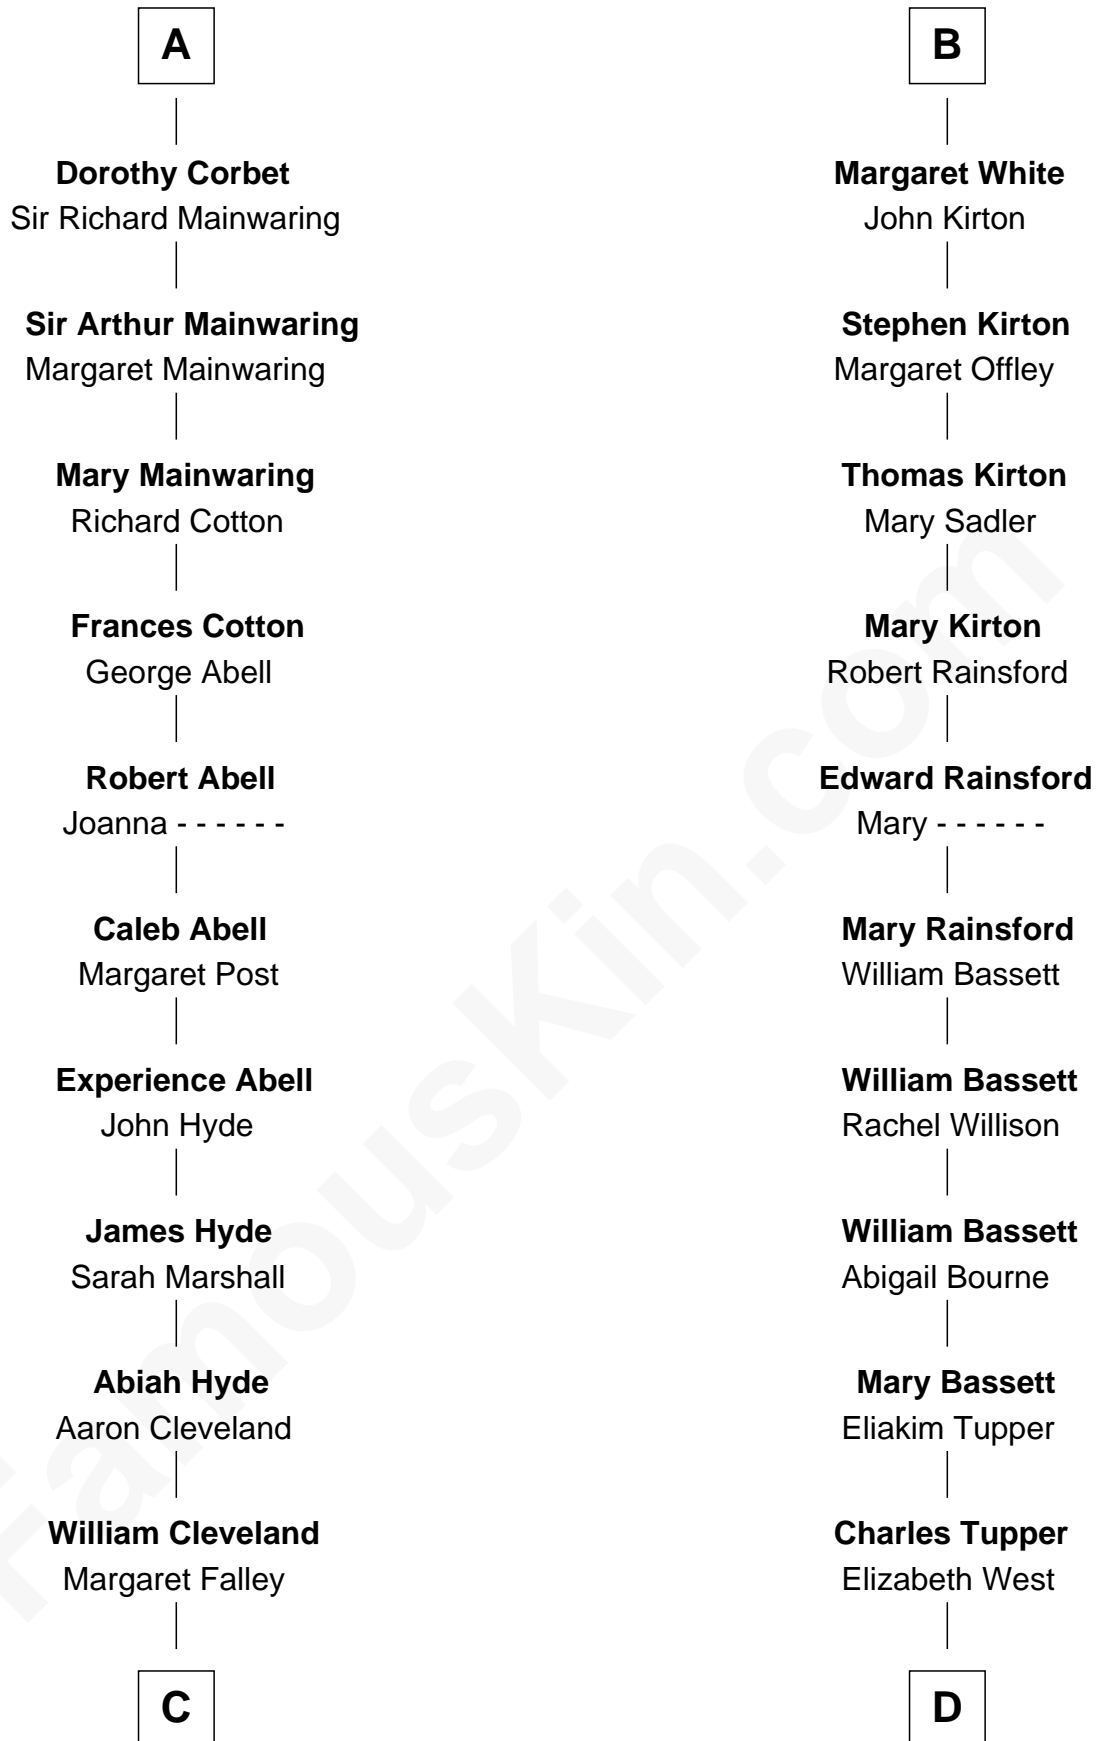 A
Dorothy Corbet
Sir Richard Mainwaring
Sir Arthur Mainwaring
Margaret Mainwaring
Mary Mainwaring
Richard Cotton
Frances Cotton
George Abell
Robert Abell
Joanna - - - - - -
Caleb Abell
Margaret Post
Experience Abell
John Hyde
James Hyde
Sarah Marshall
Abiah Hyde
Aaron Cleveland
William Cleveland
Margaret Falley
C
B
Margaret White
John Kirton
Stephen Kirton
Margaret Offley
Thomas Kirton
Mary Sadler
Mary Kirton
Robert Rainsford
Edward Rainsford
Mary - - - - - -
Mary Rainsford
William Bassett
William Bassett
Rachel Willison
William Bassett
Abigail Bourne
Mary Bassett
Eliakim Tupper
Charles Tupper
Elizabeth West
D
FamousKin.com